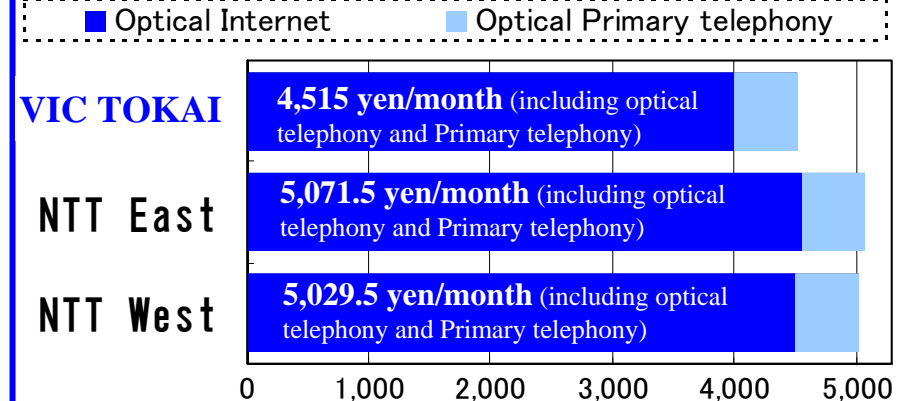 Optical Internet Optical Primary telephony
VIC TOKAI
4,515 yen/month (including optical
telephony and Primary telephony)
NTT East
5,071.5 yen/month (including optical
telephony and Primary telephony)
NTT West
5,029.5 yen/month (including optical
telephony and Primary telephony)
0 1,000 2,000 3,000 4,000 5,000